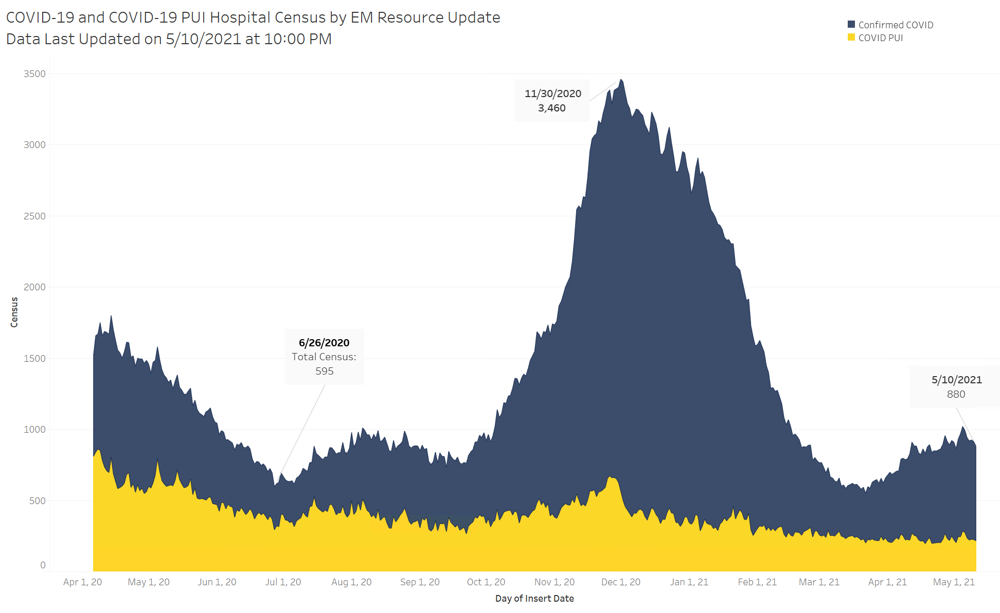 COVID-19 and COVID-19 PUI Hospital Census by EM Resource Update
Data Last Updated on 5/10/2021 at 10:00 PM
Confirmed COVID
COVID PUI
3500
3000
2500
2000
1500
1000
500
0
Census
11/30/2020
3,460
6/26/2020
Total Census:
595
5/10/2021
880
Apr 1, 20
May 1, 20
Jun 1, 20
Jul 1, 20
Aug 1, 20
Sep 1, 20
Oct 1, 20
Nov 1, 20
Dec 1, 20
Jan 1, 21
Feb 1, 21
Mar 1, 21
Apr 1, 21
May 1, 21
Day of Insert Date